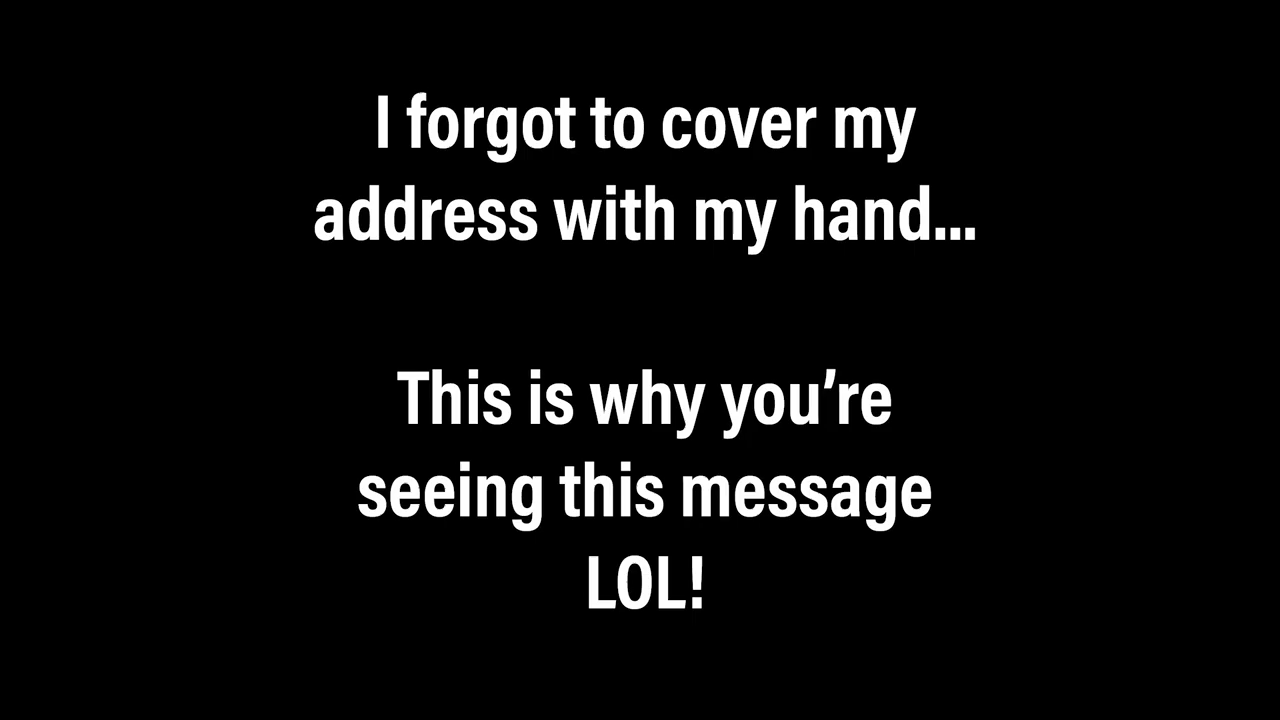 I forgot to cover my
address with my hand...
This is why you’re
seeing this message
LOL!